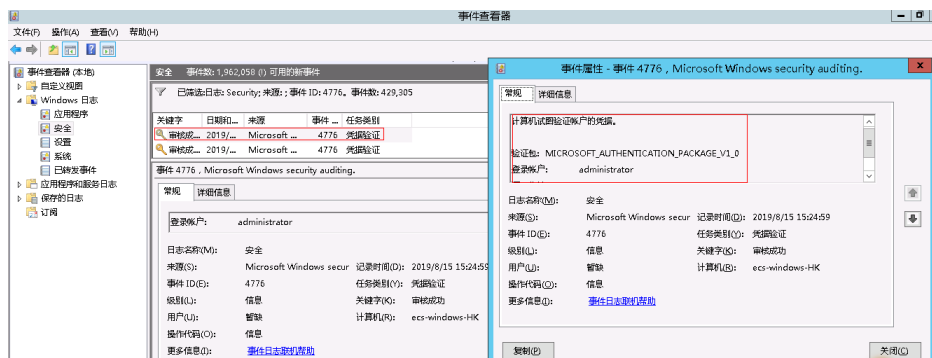 事件查看器
文件(F) 操作(A) 查看(V) 帮助(H)
事件查看器 (本地)
自定义视图
Windows 日志
应用程序
安全
设置
系统
已转发事件
应用程序和服务日志
保存的日志
订阅
安全 事件数: 1,962,058 (!) 可用的新事件
已筛选:日志: Security; 来源: ; 事件 ID: 4776。事件数: 429,305
关键字 日期和... 来源 事件 ... 任务类别
审核成... 2019/... Microsoft ... 4776 凭据验证
审核成... 2019/... Microsoft ... 4776 凭据验证
事件 4776，Microsoft Windows security auditing.
常规 详细信息
登录帐户: administrator
日志名称(M): 安全
来源(S): Microsoft Windows secur 记录时间(D): 2019/8/15 15:24:59
事件 ID(E): 4776 任务类别(Y): 凭据验证
级别(L): 信息 关键字(K): 审核成功
用户(U): 暂缺 计算机(R): ecs-windows-HK
操作代码(O): 信息
更多信息(I): 事件日志联机帮助
事件属性 - 事件 4776，Microsoft Windows security auditing.
常规 详细信息
计算机试图验证帐户的凭据。
验证包: MICROSOFT_AUTHENTICATION_PACKAGE_V1_0
登录帐户: administrator
日志名称(M): 安全
来源(S): Microsoft Windows secur 记录时间(D): 2019/8/15 15:24:59
事件 ID(E): 4776 任务类别(Y): 凭据验证
级别(L): 信息 关键字(K): 审核成功
用户(U): 暂缺 计算机(R): ecs-windows-HK
操作代码(O): 信息
更多信息(I): 事件日志联机帮助
复制(P) 关闭(C)